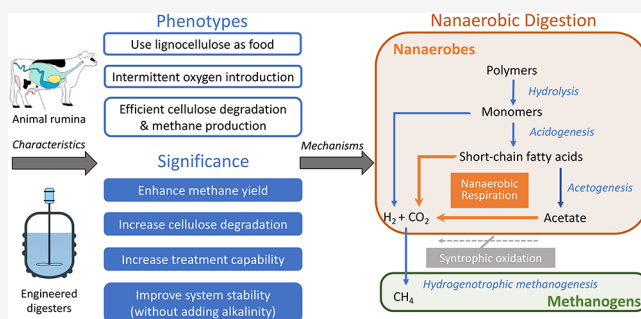 Phenotypes
Use lignocellulose as food
Intermittent oxygen introduction
Efficient cellulose degradation
& methane production
Animal rumina
Characteristics
Significance
Enhance methane yield
Increase cellulose degradation
Increase treatment capability
Improve system stability
(without adding alkalinity)
Engineered
digesters
Mechanisms
Nanaerobic Digestion
Nanaerobes
Polymers
Hydrolysis
Monomers
Acidogenesis
Short-chain fatty acids
Nanaerobic
Respiration
Acetogenesis
H₂ + CO₂
Acetate
Syntrophic oxidation
Hydrogenotrophic methanogenesis
CH₄
Methanogens